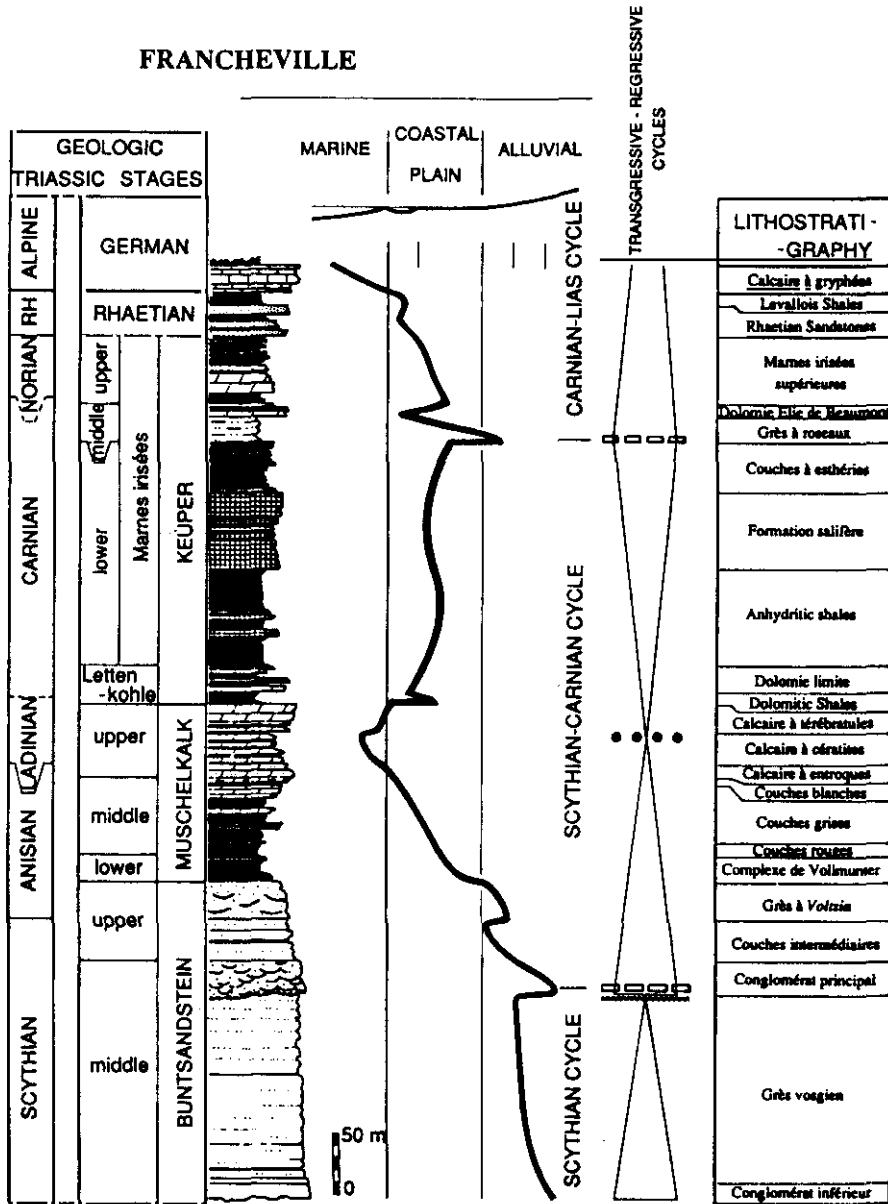 FRANCHEVILLE
GEOLOGIC
TRIASSIC STAGES
ALPINE
GERMAN
RH
RHAETIAN
NORIAN
CARNIAN
LADINIAN
ANISIAN
SCYTHIAN
upper
middle
lower
Marnes irisées
KEUPER
Letten
-kohle
upper
middle
lower
MUSCHELKALK
upper
middle
BUNTSANDSTEIN
MARINE
COASTAL
PLAIN
ALLUVIAL
50 m
0
CARNIAN-LIAS CYCLE
SCYTHIAN-CARNIAN CYCLE
SCYTHIAN CYCLE
TRANSGRESSIVE - REGRESSIVE
CYCLES
LITHOSTRATI -
-GRAPHY
Calcaire à gryphées
Levallois Shales
Rhaetian Sandstones
Marnes irisées
supérieures
Dolomie Elie de Beaumont
Grès à roseaux
Couches à esthéries
Formation salifère
Anhydritic shales
Dolomie limite
Dolomitic Shales
Calcaire à térébratules
Calcaire à cératites
Calcaire à entroques
Couches blanches
Couches grises
Couches rouges
Complexe de Vollmunter
Grès à Voltzia
Couches intermédiaires
Conglomérat principal
Grès vosgien
Conglomérat inférieur